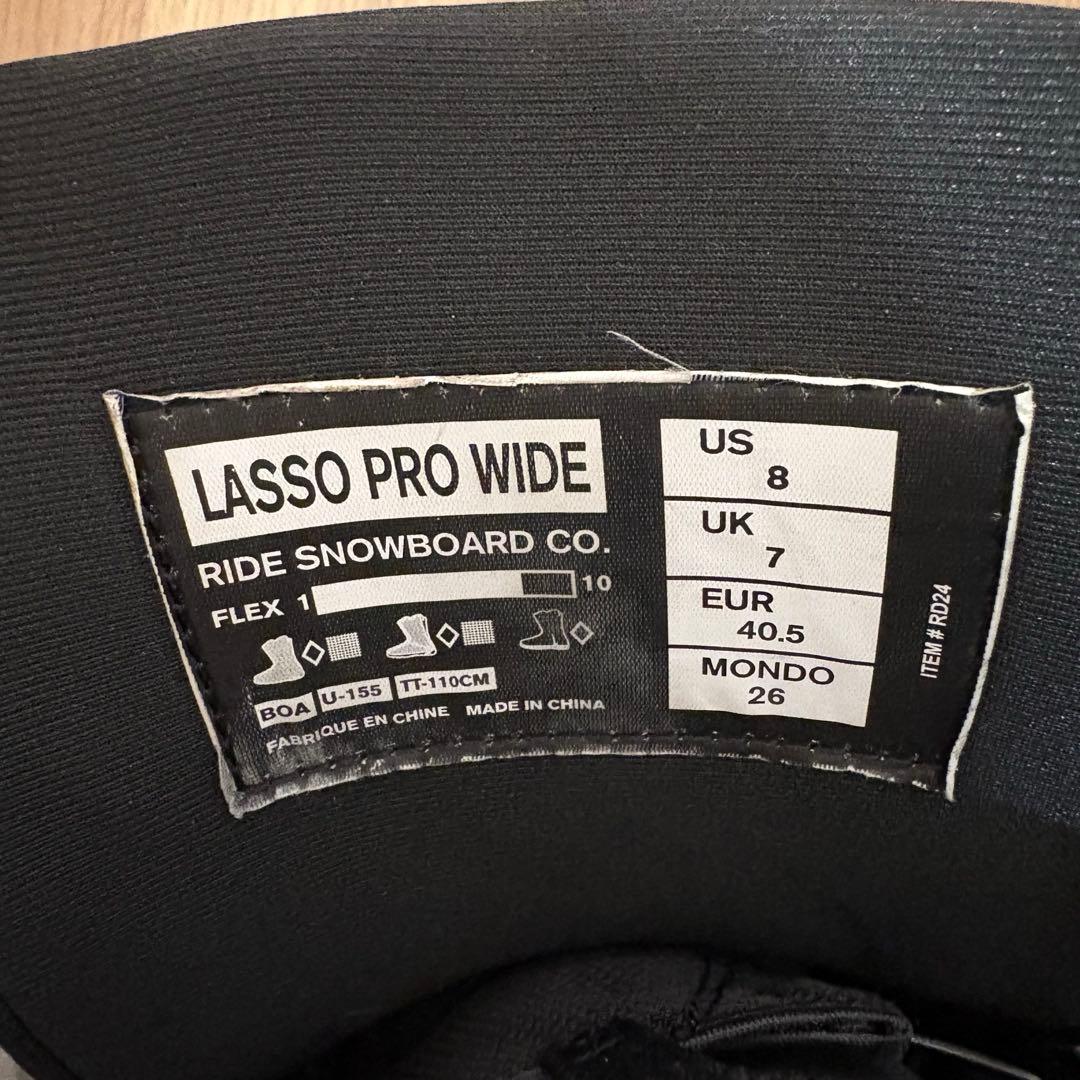 LASSO PRO WIDE
RIDE SNOWBOARD CO.
FLEX 1 10
BOA U-155 TT-110CM
FABRIQUE EN CHINE MADE IN CHINA
US
8
UK
7
EUR
40.5
MONDO
26
ITEM # RD24